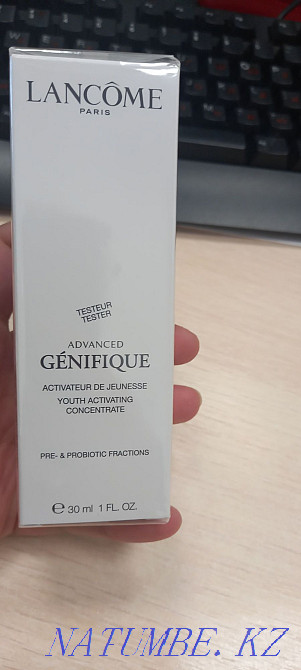 LANCÔME
PARIS
TESTEUR
TESTER
ADVANCED
GÉNIFIQUE
ACTIVATEUR DE JEUNESSE
YOUTH ACTIVATING
CONCENTRATE
PRE- & PROBIOTIC FRACTIONS
℮ 30 ml 1 FL. OZ.
NATUMBE.KZ